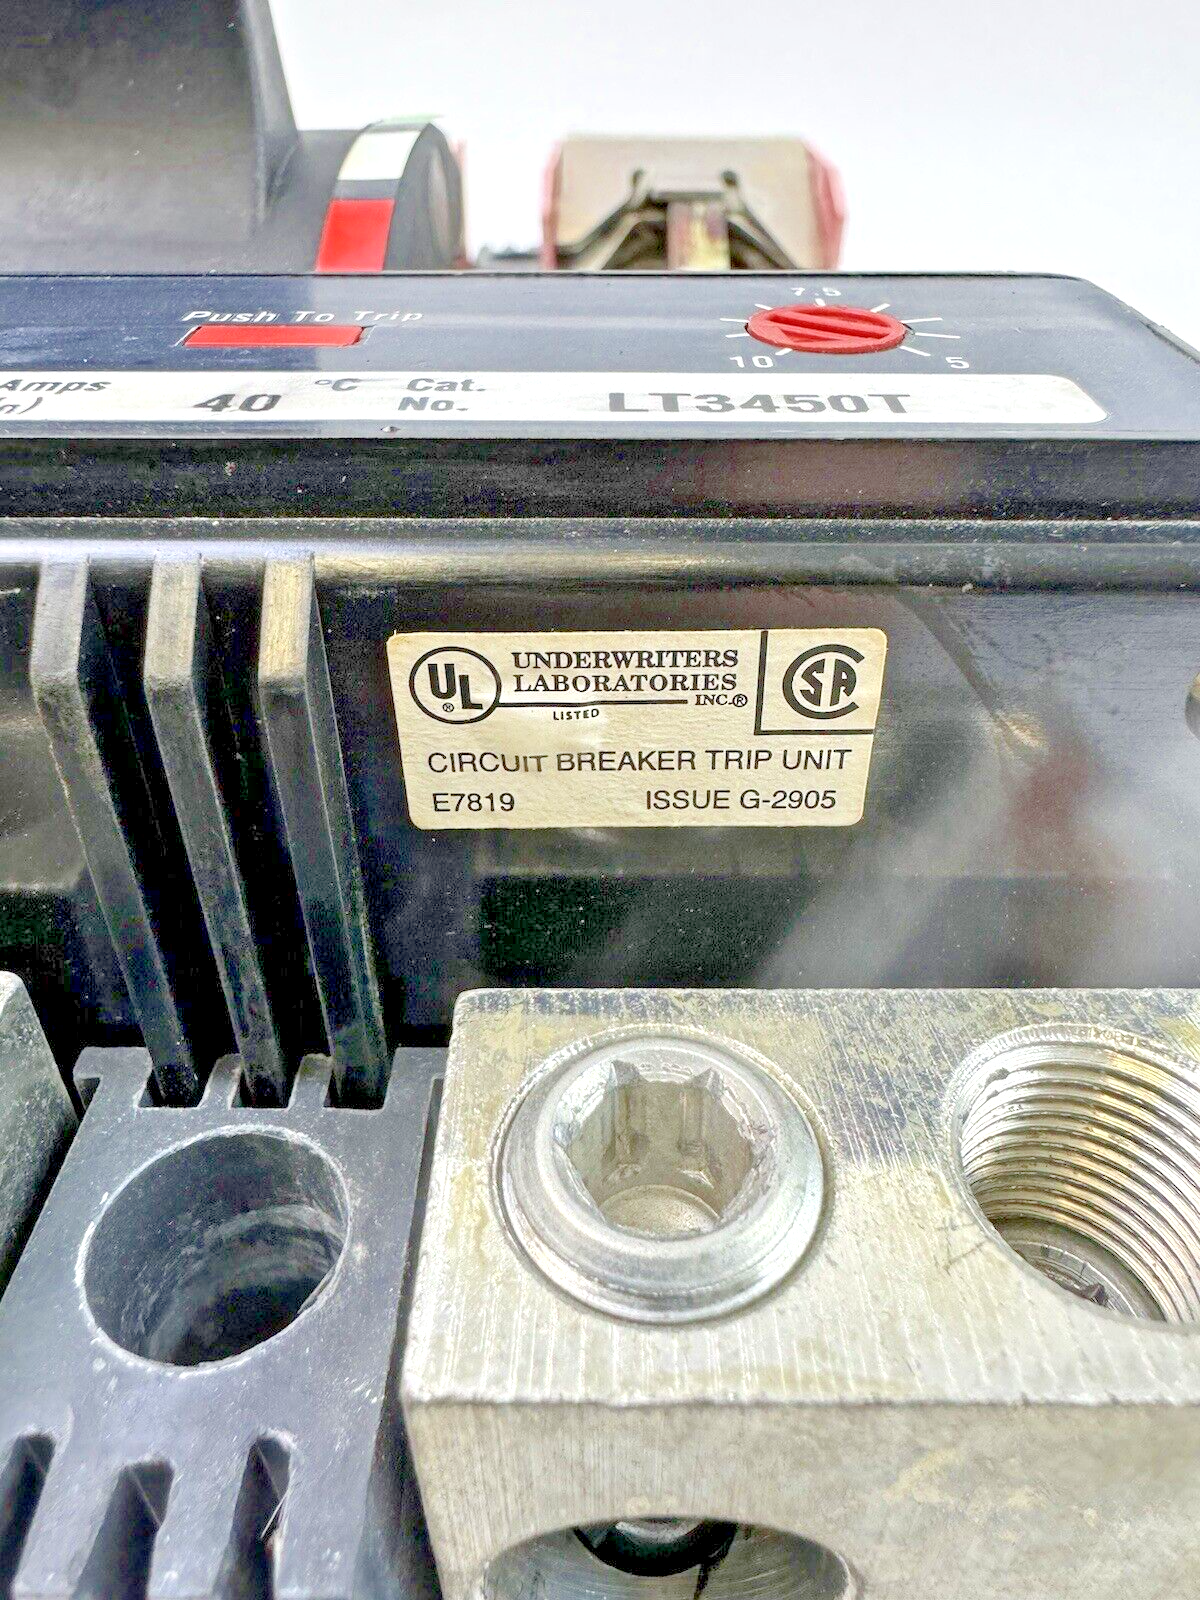 Push To Trip
7.5
10
5
Amps 40 °C Cat. No. LT3450T
UL ®
UNDERWRITERS
LABORATORIES
INC.®
LISTED
CSA
CIRCUIT BREAKER TRIP UNIT
E7819 ISSUE G-2905